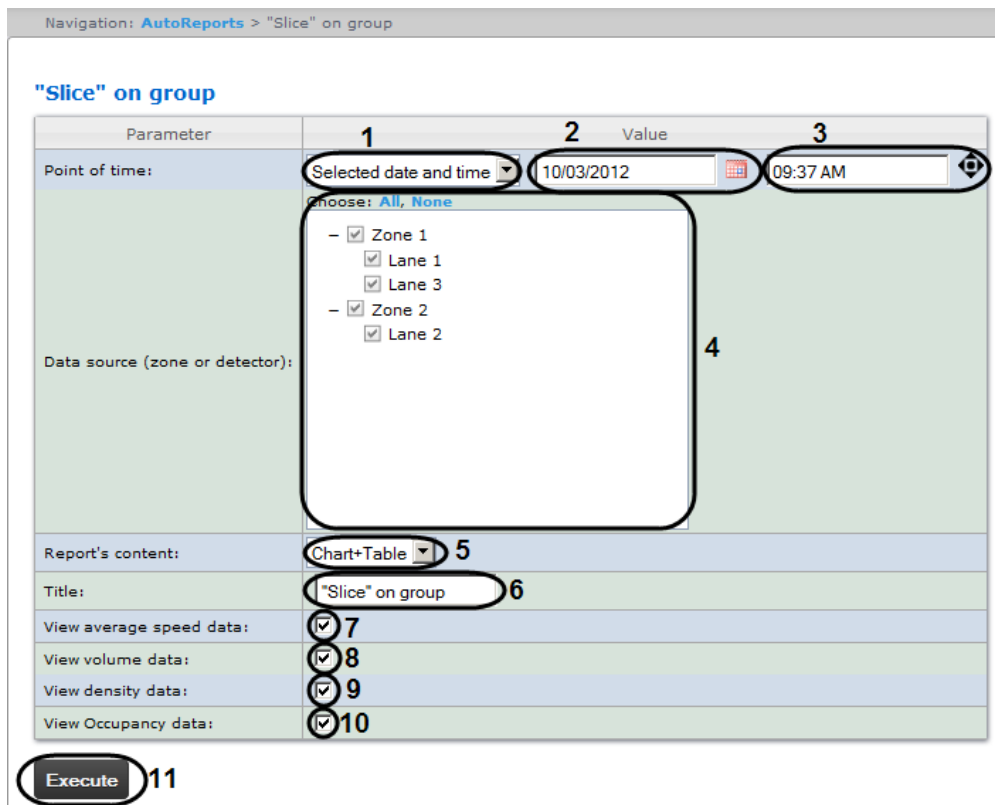 Navigation: AutoReports > "Slice" on group
"Slice" on group
Parameter 1 2 Value 3
Point of time: Selected date and time 10/03/2012 09:37 AM
Choose: All, None
– Zone 1
Lane 1
Lane 3
– Zone 2
Lane 2
Data source (zone or detector): 4
Report's content: Chart+Table 5
Title: "Slice" on group 6
View average speed data: 7
View volume data: 8
View density data: 9
View Occupancy data: 10
Execute 11